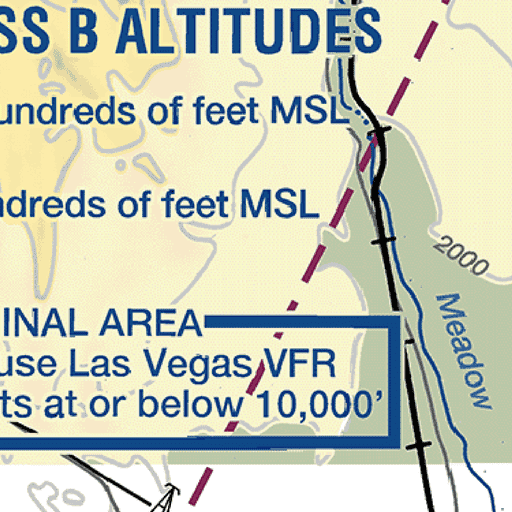 SS B ALTITUDES
undreds of feet MSL
ndreds of feet MSL
2000
INAL AREA
use Las Vegas VFR
ts at or below 10,000'
Meadow